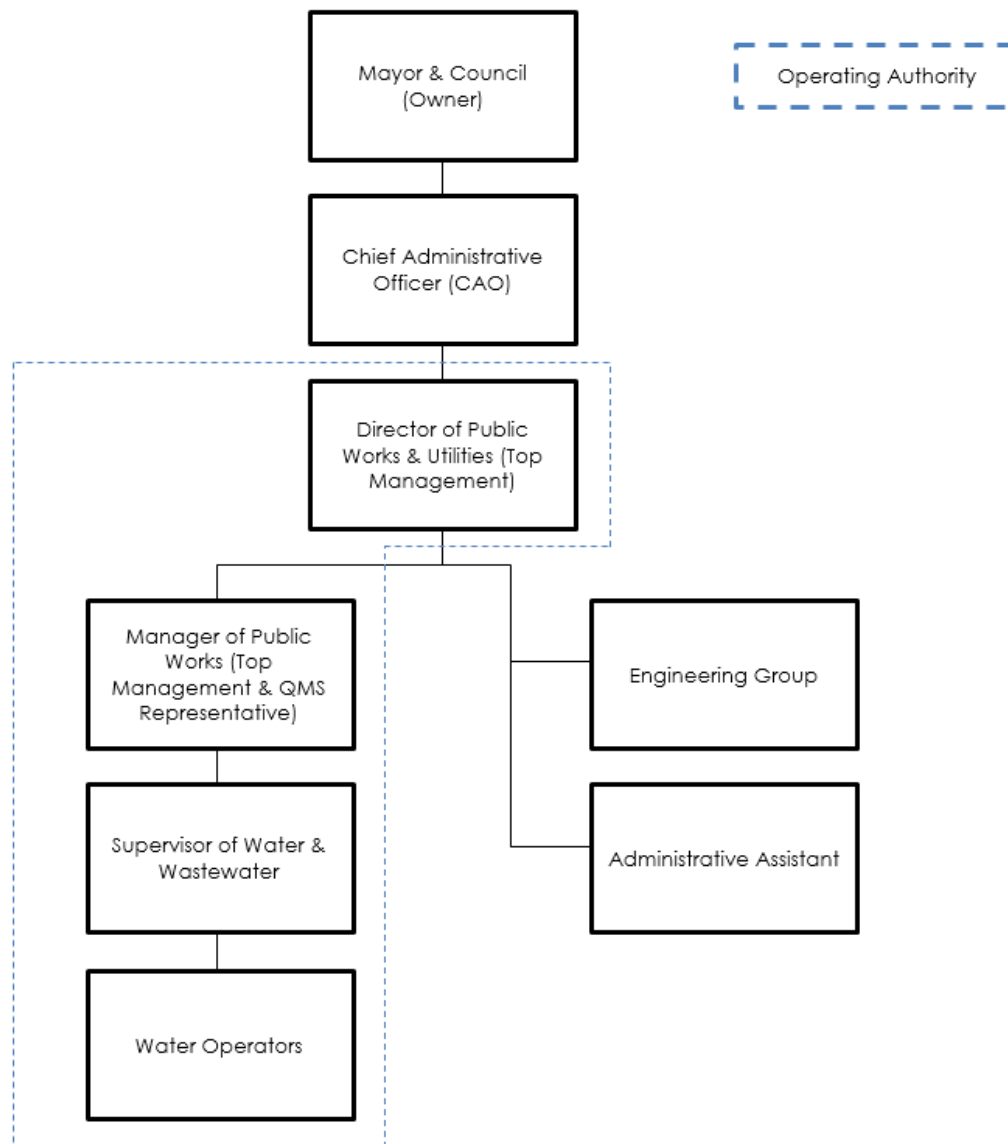 Mayor & Council
(Owner)
Operating Authority
Chief Administrative
Officer (CAO)
Director of Public
Works & Utilities (Top
Management)
Manager of Public
Works (Top
Management & QMS
Representative)
Engineering Group
Supervisor of Water &
Wastewater
Administrative Assistant
Water Operators